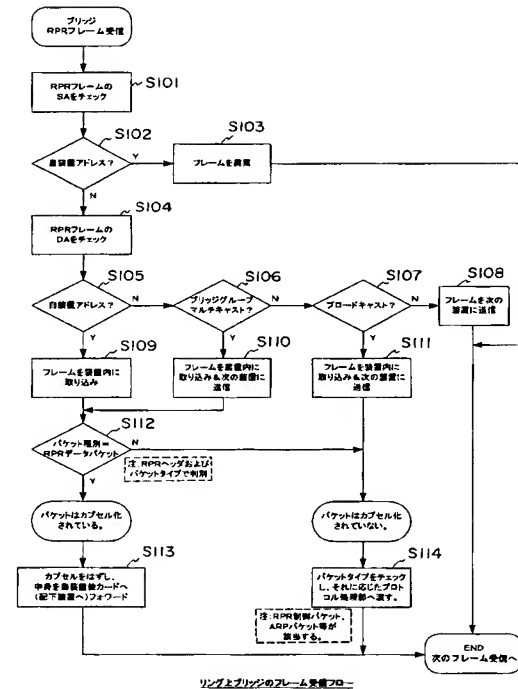 ブリッジ
RPRフレーム受信
RPRフレームの
SAをチェック
S101
S102
自装置アドレス?
Y
N
S103
フレームを廃棄
S104
RPRフレームの
DAをチェック
S105
自装置アドレス?
N
Y
S106
ブリッジグループ
マルチキャスト?
N
Y
S107
ブロードキャスト?
N
Y
S108
フレームを次の
装置に送信
S109
フレームを装置内に
取り込み
S110
フレームを装置内に
取り込み&次の装置に
送信
S111
フレームを装置内に
取り込み&次の装置に
送信
S112
パケット種別=
RPRデータパケット
N
Y
注:RPRヘッダおよび
パケットタイプで判別
パケットはカプセル化
されている。
パケットはカプセル化
されていない。
S113
カプセルをはずし、
中身を自装置他カードへ
(配下装置へ)フォワード
S114
パケットタイプをチェック
し、それに応じたプロト
コル処理部へ渡す。
注:RPR制御パケット、
ARPパケット等が
該当する。
END
次のフレーム受信へ
リング上ブリッジのフレーム受信フロー